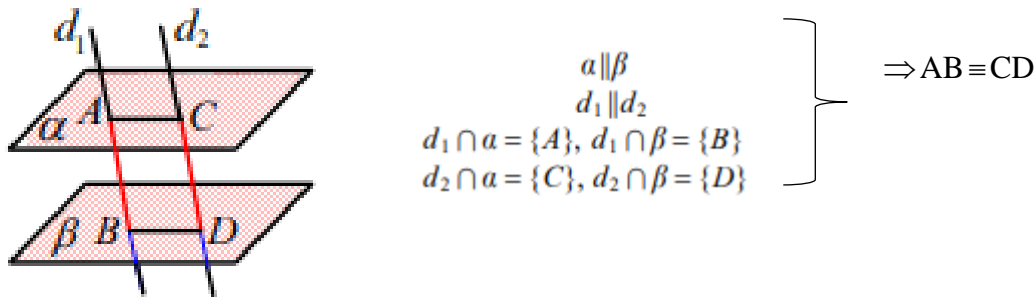 d₁ d₂
A C
α
β B D
α∥β
d₁∥d₂
d₁ ∩ α = {A}, d₁ ∩ β = {B}
d₂ ∩ α = {C}, d₂ ∩ β = {D}
⇒ AB ≡ CD